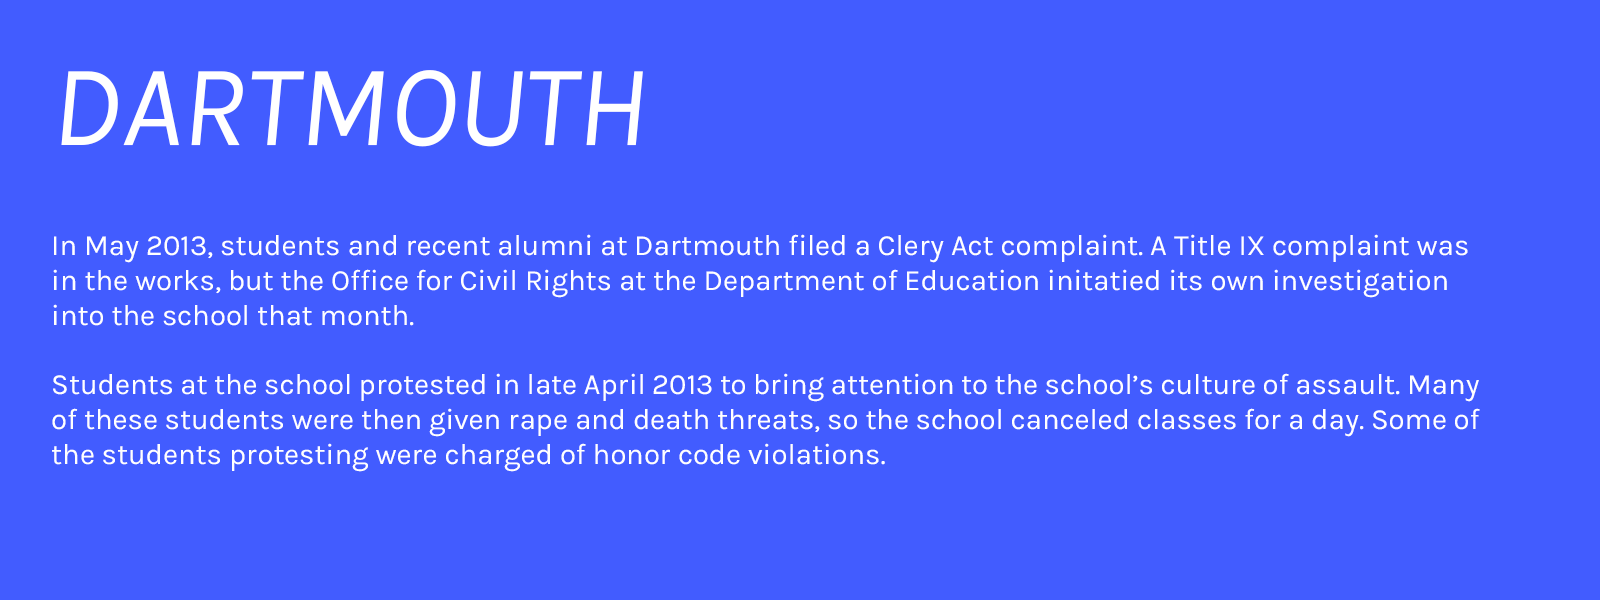 DARTMOUTH
In May 2013, students and recent alumni at Dartmouth filed a Clery Act complaint. A Title IX complaint was
in the works, but the Office for Civil Rights at the Department of Education initatied its own investigation
into the school that month.
Students at the school protested in late April 2013 to bring attention to the school’s culture of assault. Many
of these students were then given rape and death threats, so the school canceled classes for a day. Some of
the students protesting were charged of honor code violations.